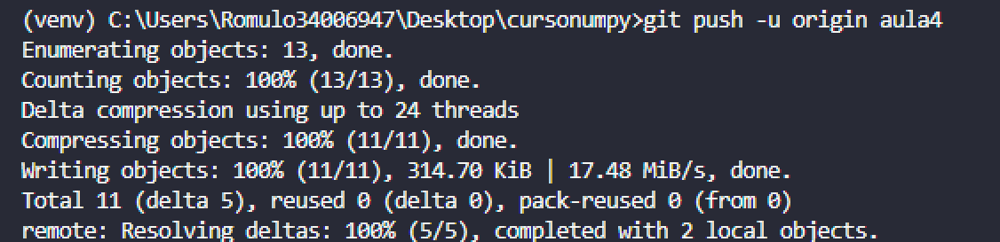 (venv) C:\Users\Romulo34006947\Desktop\cursonumpy>git push -u origin aula4
Enumerating objects: 13, done.
Counting objects: 100% (13/13), done.
Delta compression using up to 24 threads
Compressing objects: 100% (11/11), done.
Writing objects: 100% (11/11), 314.70 KiB | 17.48 MiB/s, done.
Total 11 (delta 5), reused 0 (delta 0), pack-reused 0 (from 0)
remote: Resolving deltas: 100% (5/5), completed with 2 local objects.